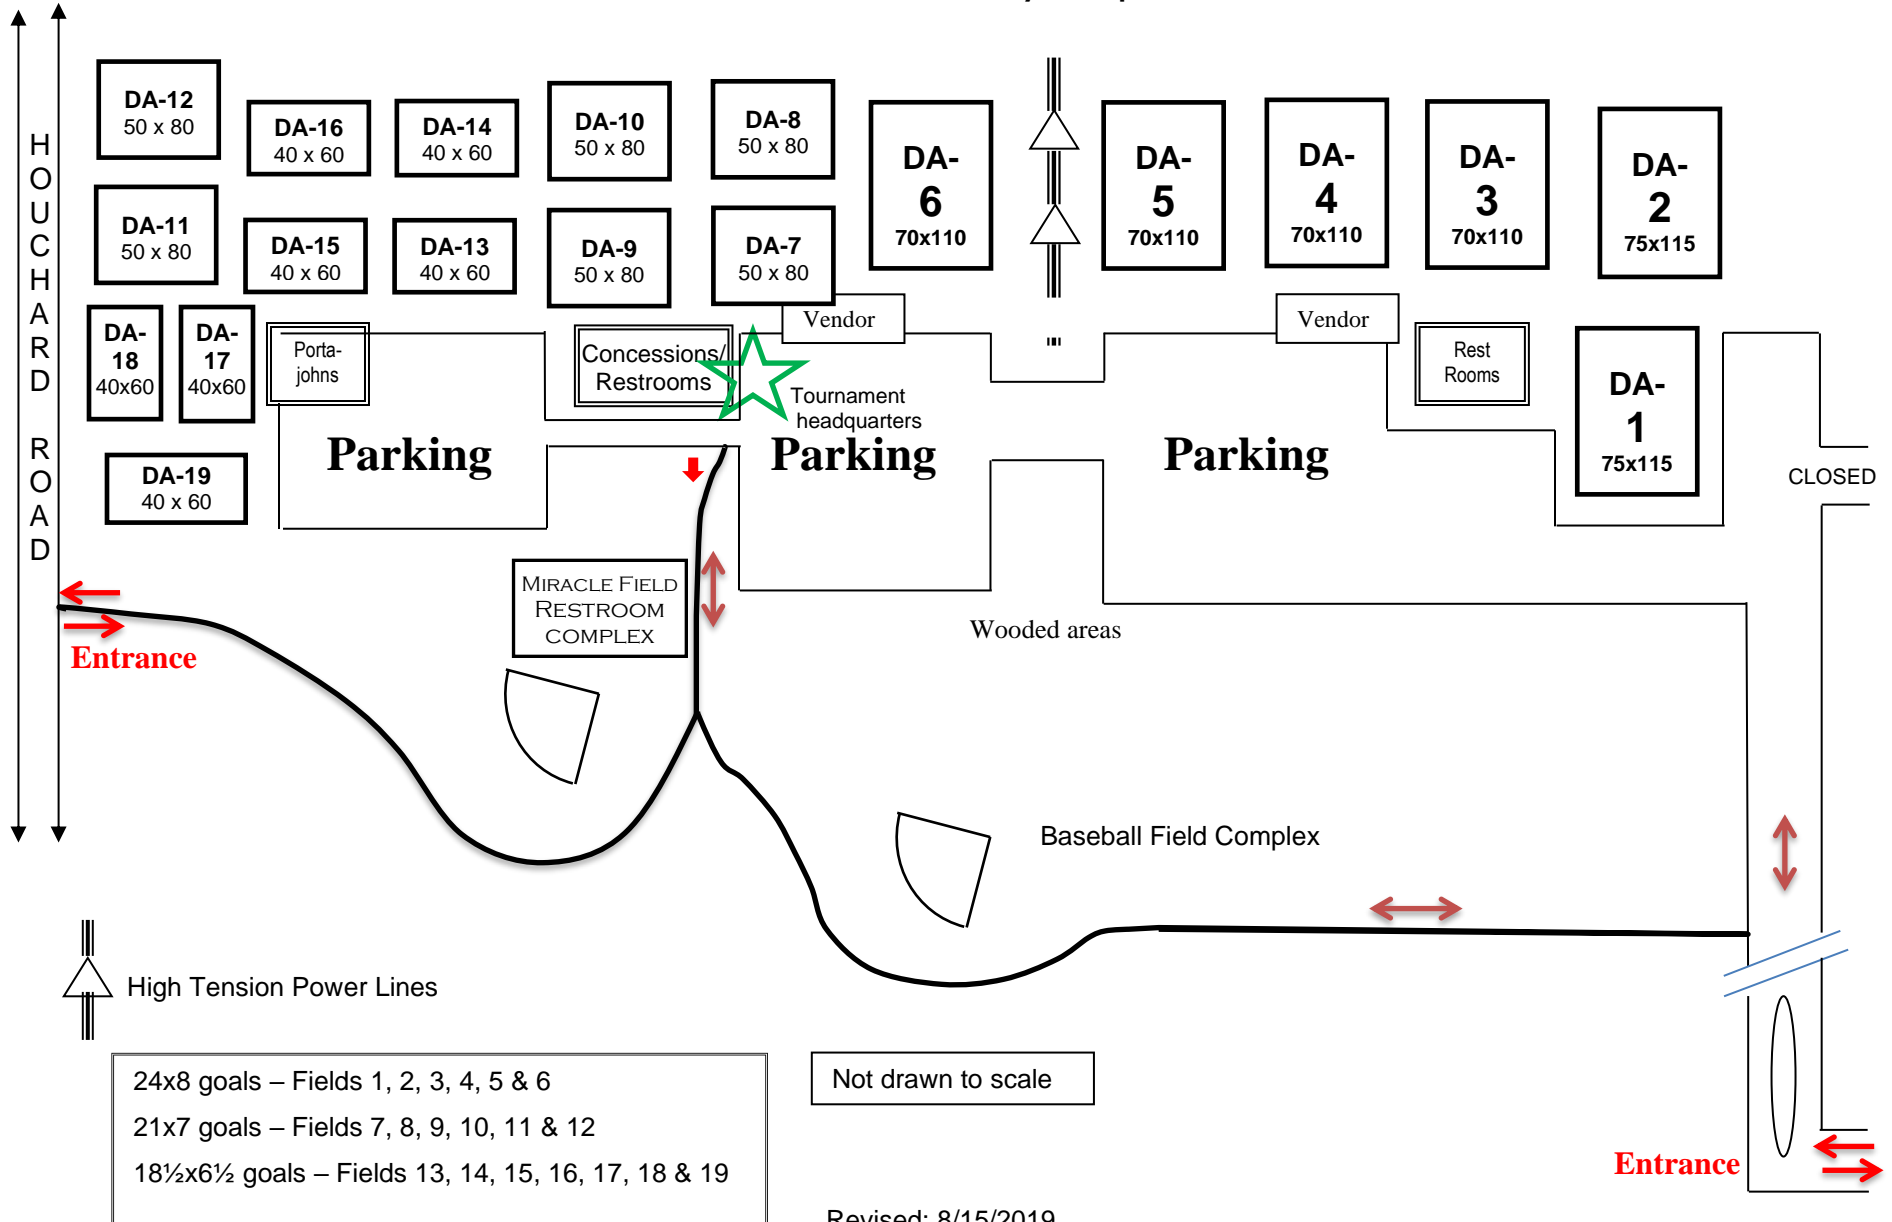 HOUCHARD ROAD
DA-12
50 x 80
DA-16
40 x 60
DA-14
40 x 60
DA-10
50 x 80
DA-8
50 x 80
DA-
6
70x110
DA-
5
70x110
DA-
4
70x110
DA-
3
70x110
DA-
2
75x115
DA-11
50 x 80
DA-15
40 x 60
DA-13
40 x 60
DA-9
50 x 80
DA-7
50 x 80
DA-
18
40x60
DA-
17
40x60
Porta-
johns
Concessions/
Restrooms
Vendor
Vendor
Rest
Rooms
DA-
1
75x115
Tournament
headquarters
Parking
Parking
Parking
DA-19
40 x 60
CLOSED
MIRACLE FIELD
RESTROOM
COMPLEX
Wooded areas
Entrance
Baseball Field Complex
High Tension Power Lines
24x8 goals – Fields 1, 2, 3, 4, 5 & 6
21x7 goals – Fields 7, 8, 9, 10, 11 & 12
18½x6½ goals – Fields 13, 14, 15, 16, 17, 18 & 19
Not drawn to scale
Entrance
Revised: 8/15/2019